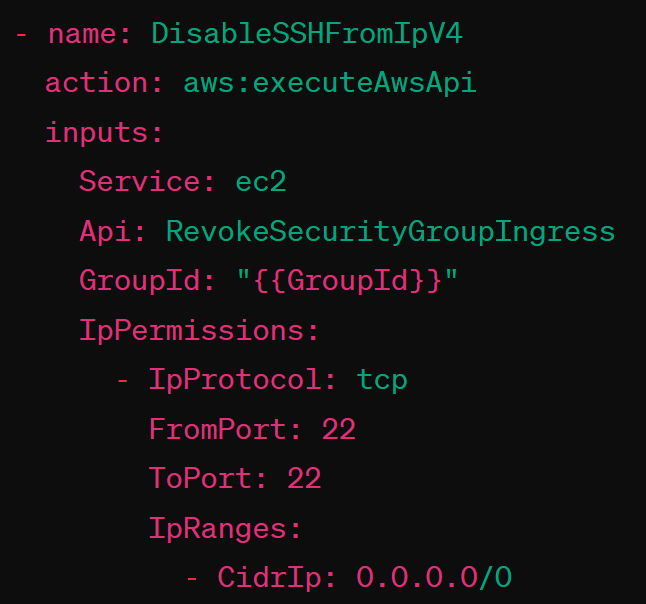 - name: DisableSSHFromIpV4
action: aws:executeAwsApi
inputs:
Service: ec2
Api: RevokeSecurityGroupIngress
GroupId: "{{GroupId}}"
IpPermissions:
- IpProtocol: tcp
FromPort: 22
ToPort: 22
IpRanges:
- CidrIp: 0.0.0.0/0